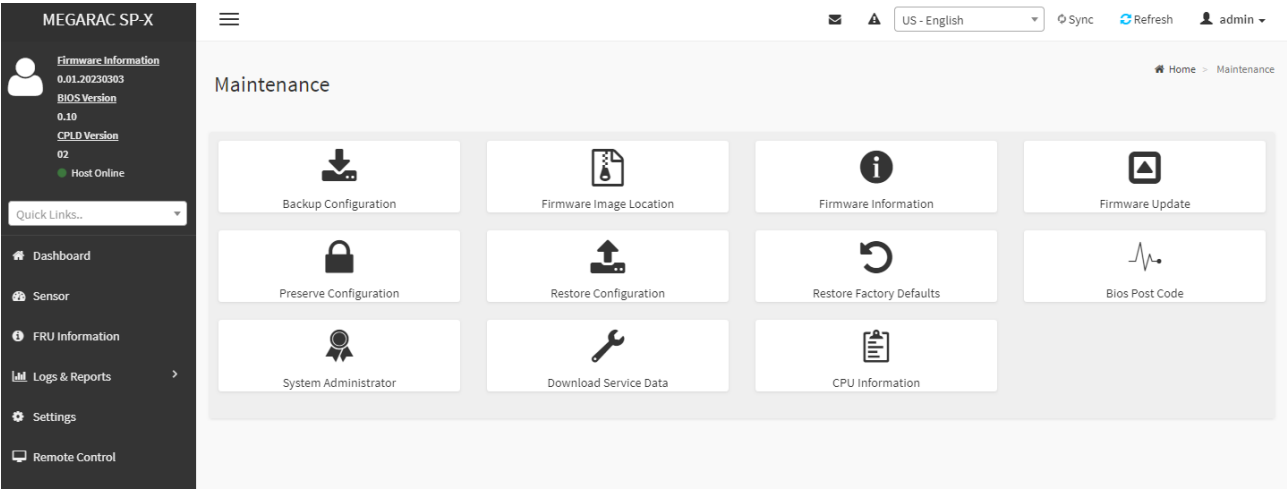 MEGARAC SP-X
US - English
Sync
Refresh
admin
Firmware Information
0.01.20230303
BIOS Version
0.10
CPLD Version
02
Host Online
Quick Links..
Dashboard
Sensor
FRU Information
Logs & Reports >
Settings
Remote Control
Maintenance
Home > Maintenance
Backup Configuration
Firmware Image Location
Firmware Information
Firmware Update
Preserve Configuration
Restore Configuration
Restore Factory Defaults
Bios Post Code
System Administrator
Download Service Data
CPU Information